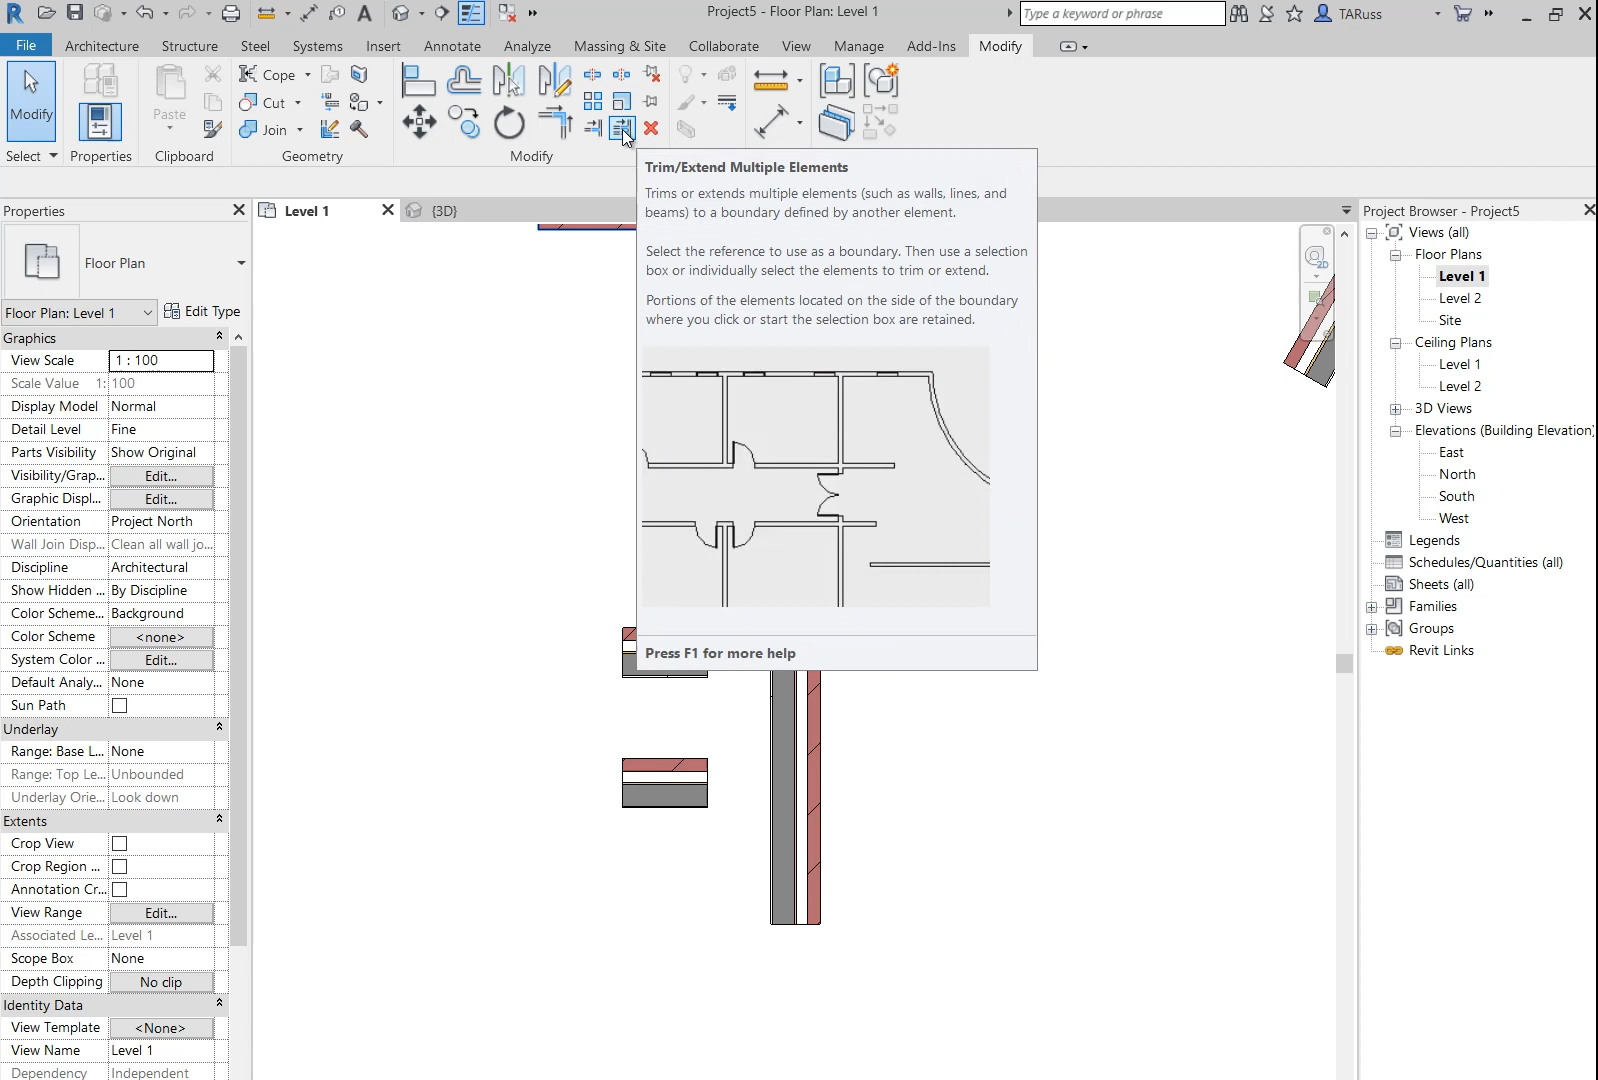 Project5 - Floor Plan: Level 1
Type a keyword or phrase
TARuss
File
Architecture
Structure
Steel
Systems
Insert
Annotate
Analyze
Massing & Site
Collaborate
View
Manage
Add-Ins
Modify
Modify
Paste
Cope
Cut
Join
Select
Properties
Clipboard
Geometry
Modify
Trim/Extend Multiple Elements
Trims or extends multiple elements (such as walls, lines, and
beams) to a boundary defined by another element.
Select the reference to use as a boundary. Then use a selection
box or individually select the elements to trim or extend.
Portions of the elements located on the side of the boundary
where you click or start the selection box are retained.
Press F1 for more help
Properties
Level 1
{3D}
Floor Plan
Floor Plan: Level 1
Edit Type
Graphics
View Scale
1 : 100
Scale Value 1:
100
Display Model
Normal
Detail Level
Fine
Parts Visibility
Show Original
Visibility/Grap...
Edit...
Graphic Displ...
Edit...
Orientation
Project North
Wall Join Disp...
Clean all wall jo...
Discipline
Architectural
Show Hidden ...
By Discipline
Color Scheme...
Background
Color Scheme
<none>
System Color ...
Edit...
Default Analy...
None
Sun Path
Underlay
Range: Base L...
None
Range: Top Le...
Unbounded
Underlay Orie...
Look down
Extents
Crop View
Crop Region ...
Annotation Cr...
View Range
Edit...
Associated Le...
Level 1
Scope Box
None
Depth Clipping
No clip
Identity Data
View Template
<None>
View Name
Level 1
Dependency
Independent
2D
Project Browser - Project5
Views (all)
Floor Plans
Level 1
Level 2
Site
Ceiling Plans
Level 1
Level 2
3D Views
Elevations (Building Elevation)
East
North
South
West
Legends
Schedules/Quantities (all)
Sheets (all)
Families
Groups
Revit Links